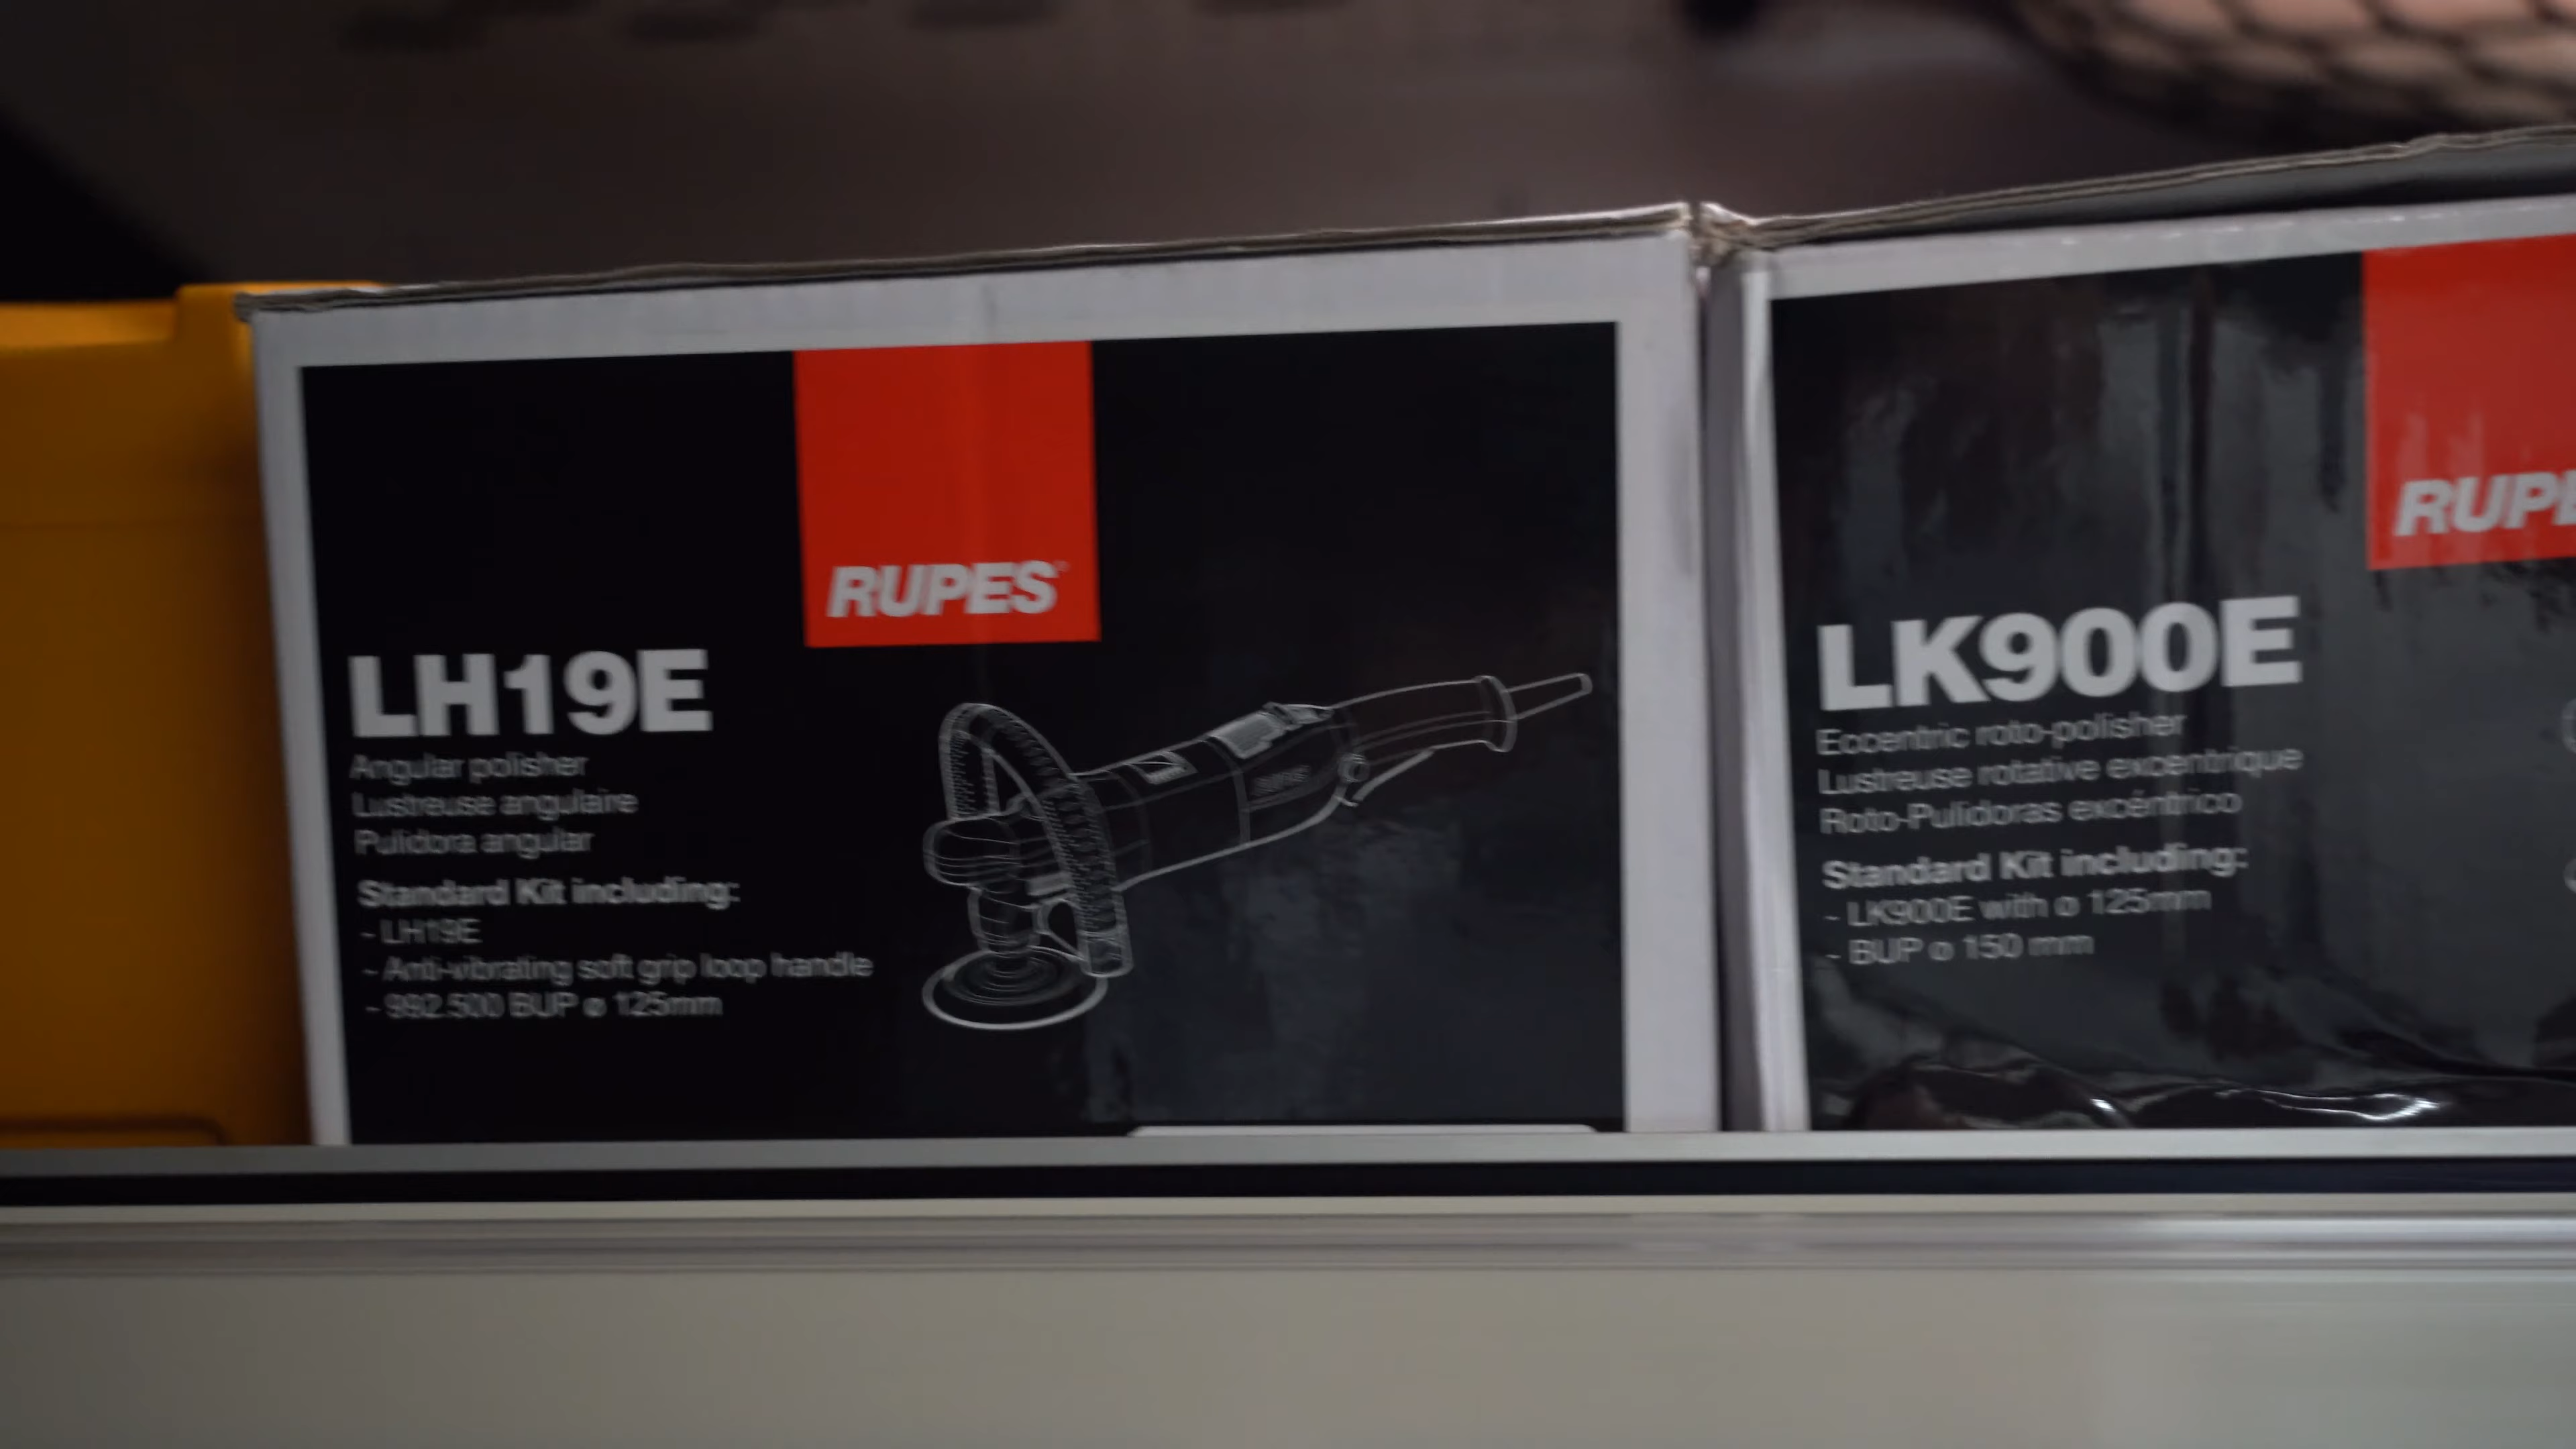 RUPES
LH19E
Angular polisher
Lustreuse angulaire
Pulidora angular
Standard Kit including:
- LH19E
- Anti-vibrating soft grip loop handle
- 992.500 BUP ø 125mm
RUPE
LK900E
Eccentric roto-polisher
Lustreuse rotative excentrique
Roto-Pulidoras excéntrico
Standard Kit including:
- LK900E with ø 125mm
- BUP ø 150 mm